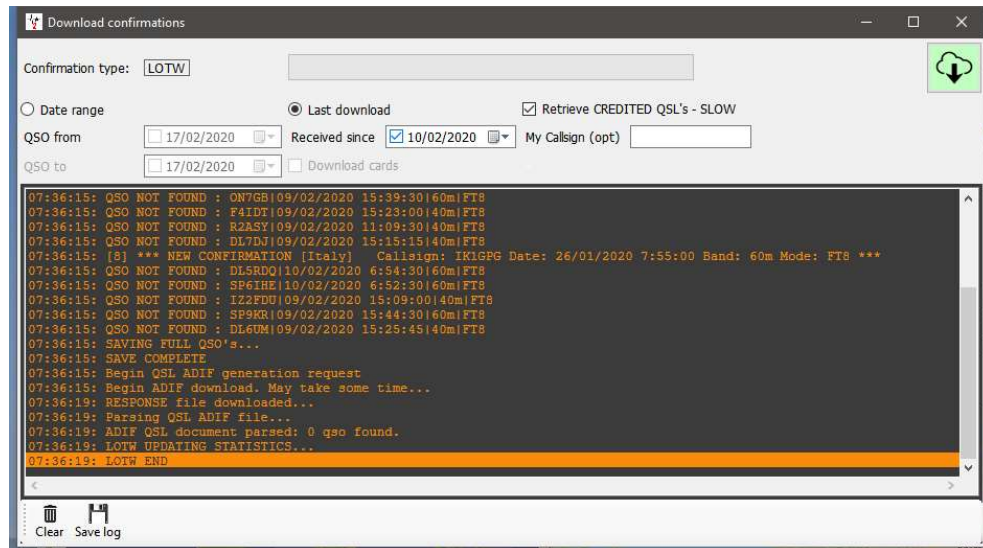 Download confirmations
Confirmation type: LOTW
Date range Last download Retrieve CREDITED QSL's - SLOW
QSO from 17/02/2020 Received since 10/02/2020 My Callsign (opt)
QSO to 17/02/2020 Download cards
07:36:15: QSO NOT FOUND : ON7GB|09/02/2020 15:39:30|60m|FT8
07:36:15: QSO NOT FOUND : F4IDT|09/02/2020 15:23:00|40m|FT8
07:36:15: QSO NOT FOUND : R2ASY|09/02/2020 11:09:30|40m|FT8
07:36:15: QSO NOT FOUND : DL7DJ|09/02/2020 15:15:15|40m|FT8
07:36:15: [8] *** NEW CONFIRMATION [Italy] Callsign: IK1GPG Date: 26/01/2020 7:55:00 Band: 60m Mode: FT8 ***
07:36:15: QSO NOT FOUND : DL5RDQ|10/02/2020 6:54:30|60m|FT8
07:36:15: QSO NOT FOUND : SP6IHE|10/02/2020 6:52:30|60m|FT8
07:36:15: QSO NOT FOUND : IZ2FDU|09/02/2020 15:09:00|40m|FT8
07:36:15: QSO NOT FOUND : SP9KR|09/02/2020 15:44:30|60m|FT8
07:36:15: QSO NOT FOUND : DL6UM|09/02/2020 15:25:45|40m|FT8
07:36:15: SAVING FULL QSO's...
07:36:15: SAVE COMPLETE
07:36:15: Begin QSL ADIF generation request
07:36:15: Begin ADIF download. May take some time...
07:36:19: RESPONSE file downloaded...
07:36:19: Parsing QSL ADIF file...
07:36:19: ADIF QSL document parsed: 0 qso found.
07:36:19: LOTW UPDATING STATISTICS...
07:36:19: LOTW END
Clear Save log